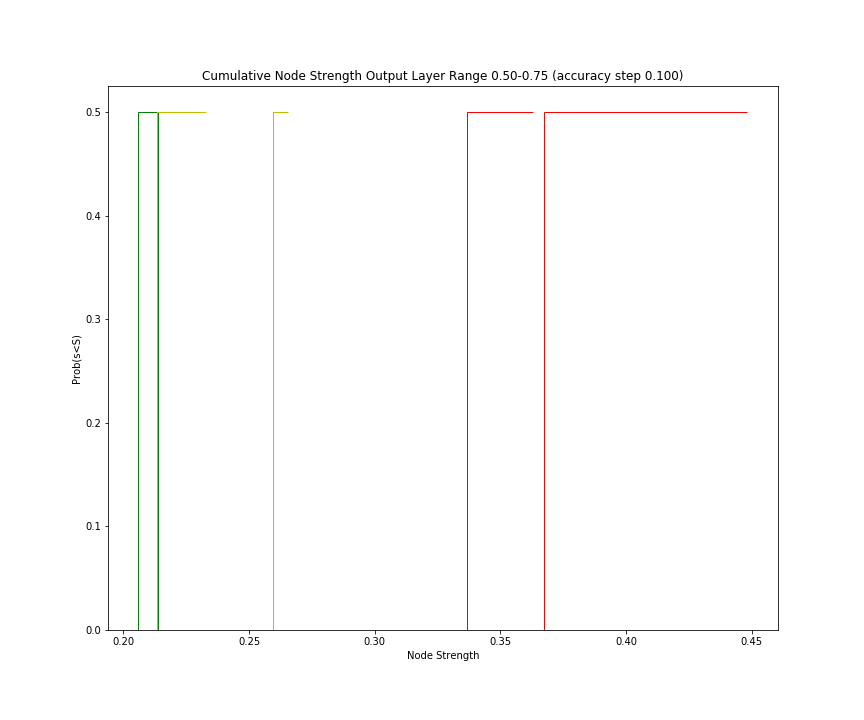 Cumulative Node Strength Output Layer Range 0.50-0.75 (accuracy step 0.100)
0.5
0.4
0.3
0.2
0.1
0.0
Prob(s<S)
0.20 0.25 0.30 0.35 0.40 0.45
Node Strength